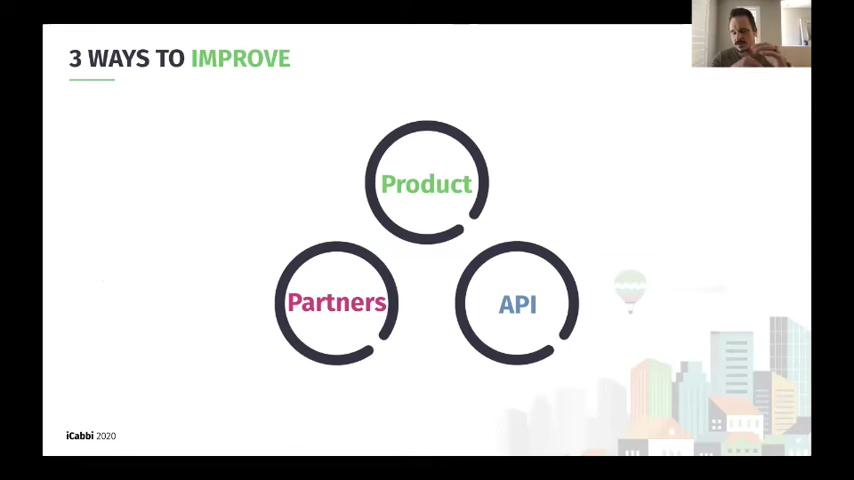 3 WAYS TO IMPROVE
Product
Partners
API
iCabbi 2020